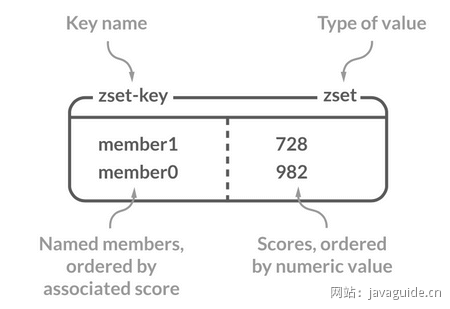 Key name
Type of value
zset-key
zset
member1
728
member0
982
Named members,
ordered by
associated score
Scores, ordered
by numeric value
网站：javaguide.cn